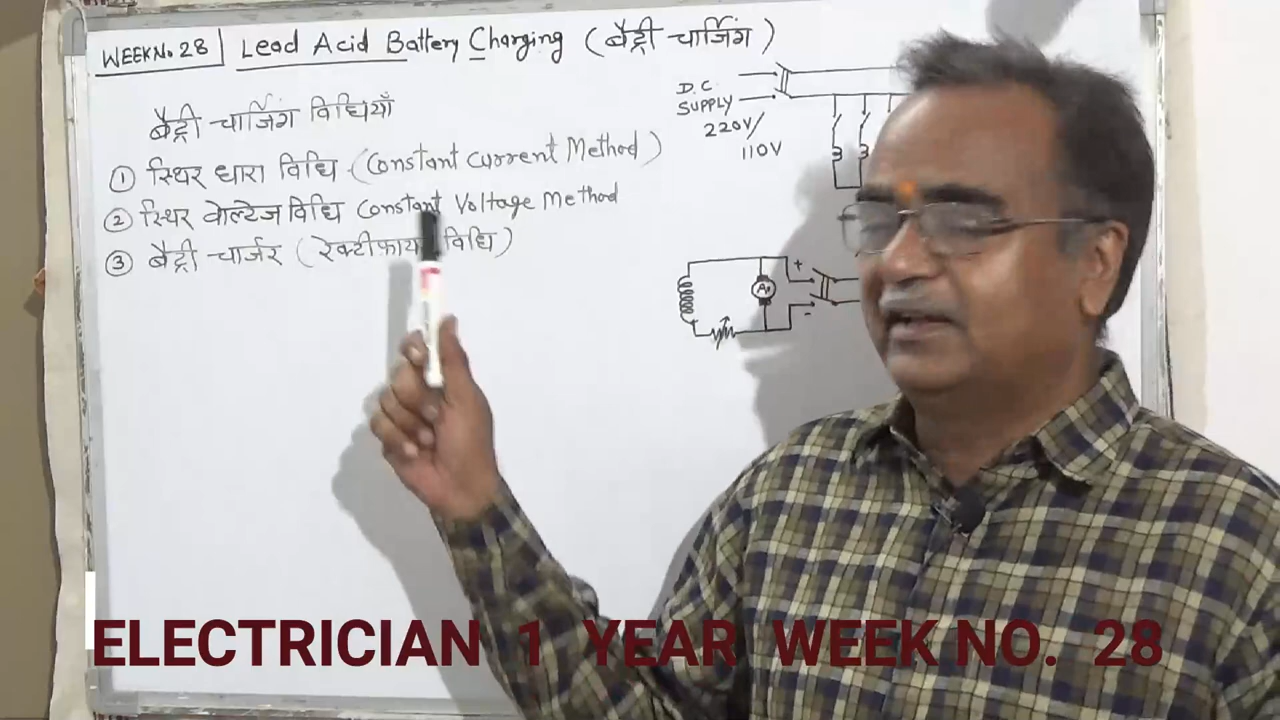 WEEK No. 28 | Lead Acid Battery Charging (बैट्री चार्जिंग)
बैट्री चार्जिंग विधियाँ
① स्थिर धारा विधि (Constant Current Method)
② स्थिर वोल्टेज विधि Constant Voltage Method
③ बैट्री चार्जर ( विधि)
D.C.
SUPPLY
220V/
110V
+
-
ELECTRICIAN 1 YEAR WEEK NO. 28